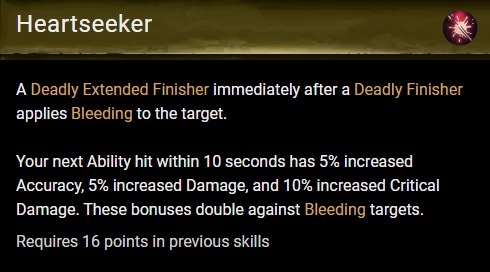 Heartseeker
A Deadly Extended Finisher immediately after a Deadly Finisher
applies Bleeding to the target.
Your next Ability hit within 10 seconds has 5% increased
Accuracy, 5% increased Damage, and 10% increased Critical
Damage. These bonuses double against Bleeding targets.
Requires 16 points in previous skills